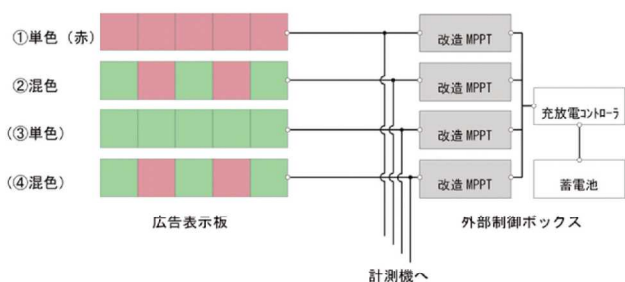 ①単色（赤）
改造 MPPT
②混色
改造 MPPT
充放電ｺﾝﾄﾛｰﾗ
(③単色)
改造 MPPT
(④混色)
改造 MPPT
蓄電池
広告表示板
外部制御ボックス
計測機へ